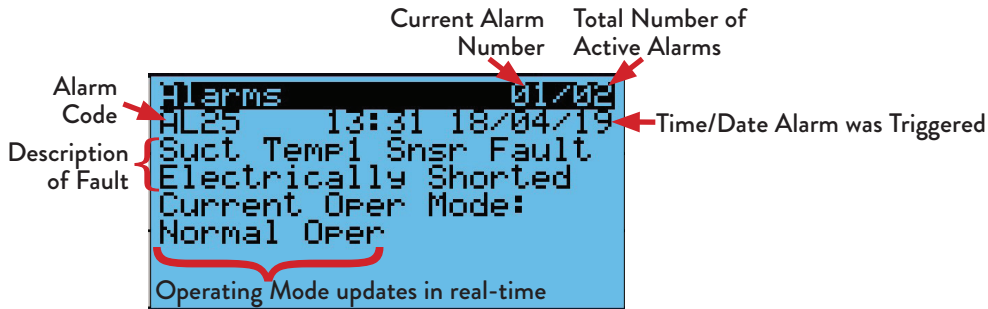 Current Alarm Number
Total Number of Active Alarms
Alarm Code
Description of Fault
Alarms 01/02
AL25 13:31 18/04/19
Time/Date Alarm was Triggered
Suct Temp1 Snsr Fault
Electrically Shorted
Current Oper Mode:
Normal Oper
Operating Mode updates in real-time